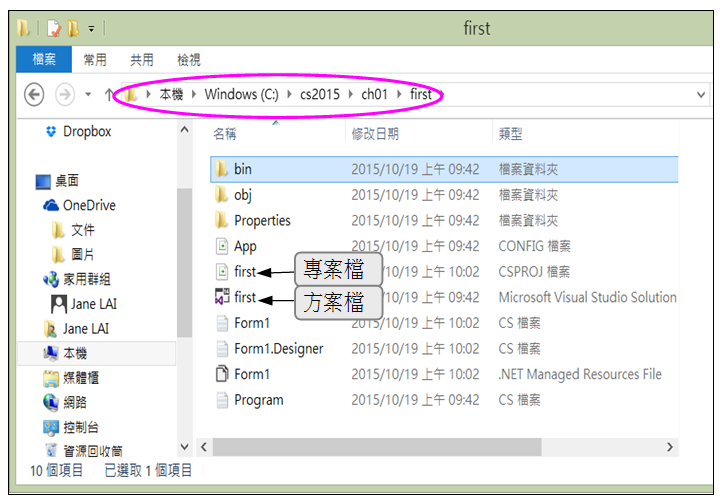 first
檔案 常用 共用 檢視
本機 Windows (C:) cs2015 ch01 first
名稱 修改日期 類型
Dropbox
桌面
OneDrive
文件
圖片
家用群組
Jane LAI
Jane LAI
本機
媒體櫃
網路
控制台
資源回收筒
bin 2015/10/19 上午 09:42 檔案資料夾
obj 2015/10/19 上午 09:42 檔案資料夾
Properties 2015/10/19 上午 09:42 檔案資料夾
App 2015/10/19 上午 09:42 CONFIG 檔案
first 專案檔 2015/10/19 上午 10:02 CSPROJ 檔案
first 方案檔 2015/10/19 上午 09:42 Microsoft Visual Studio Solution
Form1 2015/10/19 上午 10:02 CS 檔案
Form1.Designer 2015/10/19 上午 10:02 CS 檔案
Form1 2015/10/19 上午 10:02 .NET Managed Resources File
Program 2015/10/19 上午 09:42 CS 檔案
10 個項目 已選取 1 個項目